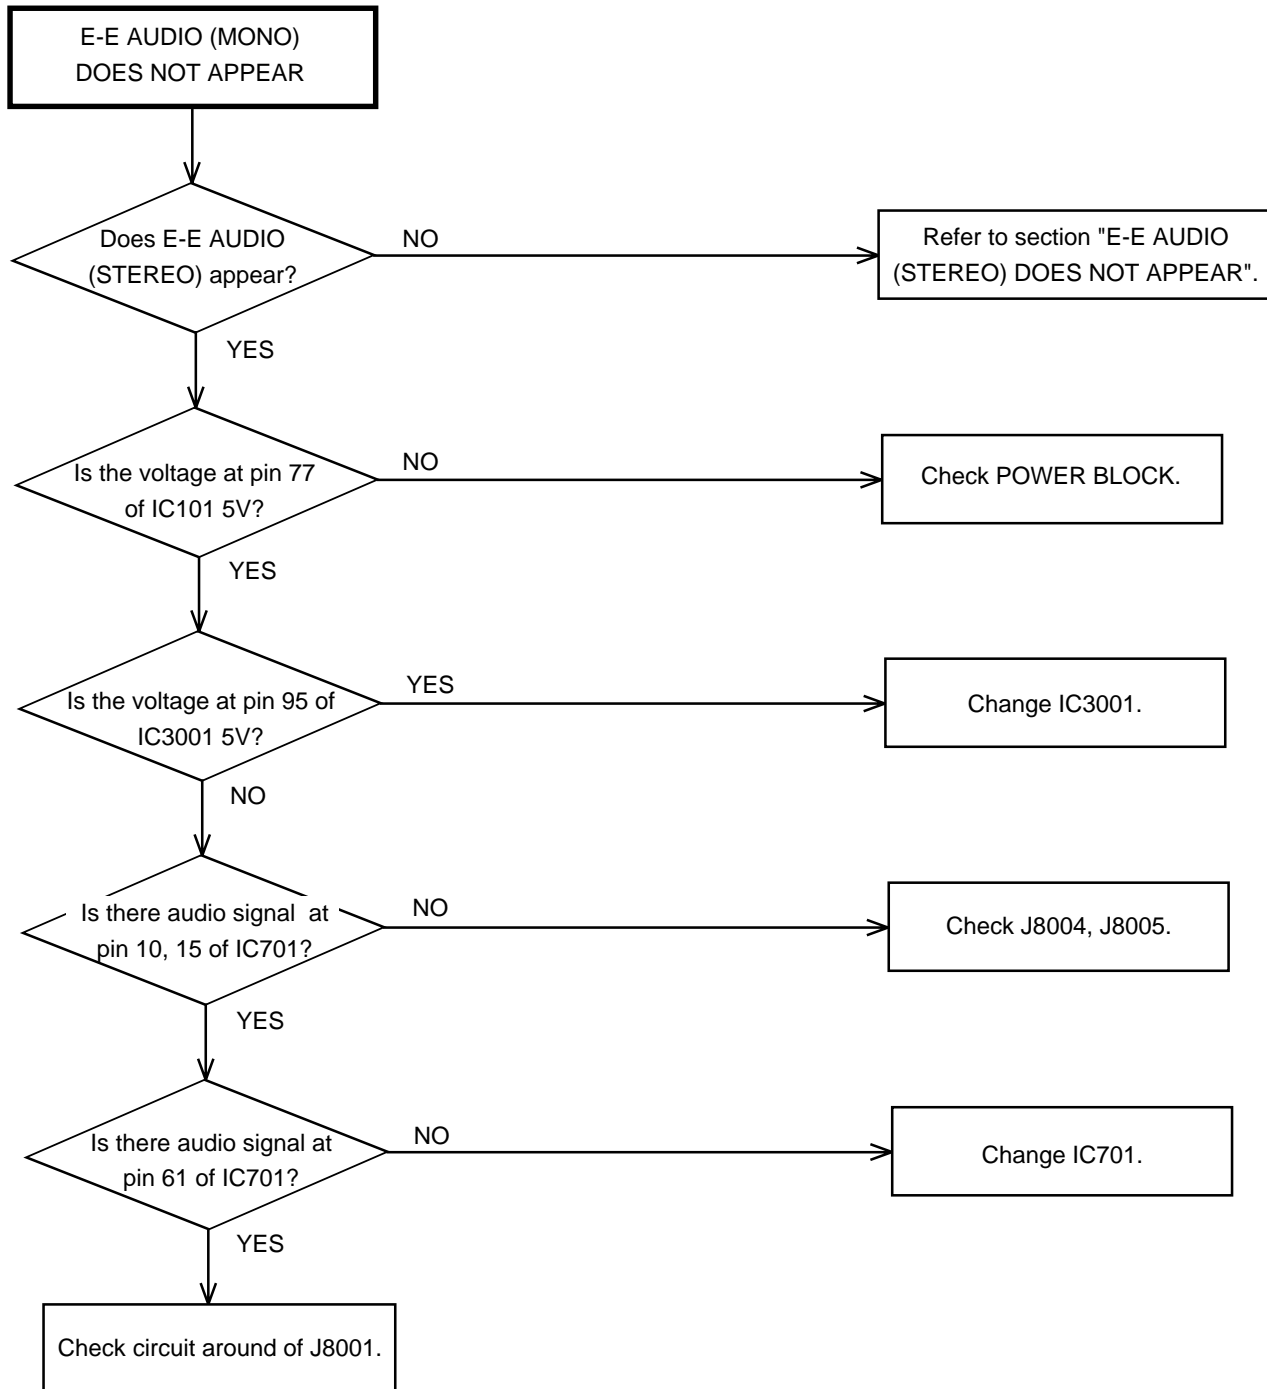 E-E AUDIO (MONO)
DOES NOT APPEAR
Does E-E AUDIO
(STEREO) appear?
NO
Refer to section "E-E AUDIO
(STEREO) DOES NOT APPEAR".
YES
Is the voltage at pin 77
of IC101 5V?
NO
Check POWER BLOCK.
YES
Is the voltage at pin 95 of
IC3001 5V?
YES
Change IC3001.
NO
Is there audio signal at
pin 10, 15 of IC701?
NO
Check J8004, J8005.
YES
Is there audio signal at
pin 61 of IC701?
NO
Change IC701.
YES
Check circuit around of J8001.